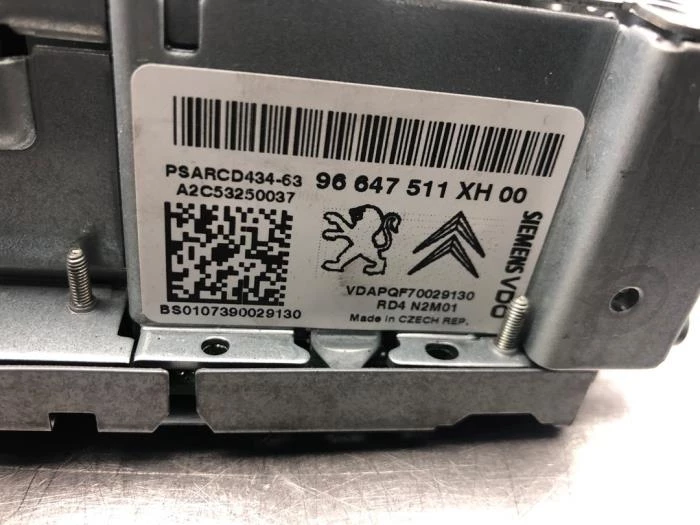 PSARCD434-63 96 647 511 XH 00
A2C53250037
SIEMENS VDO
VDAPQF70029130
RD4 N2M01
BS0107390029130
Made in CZECH REP.